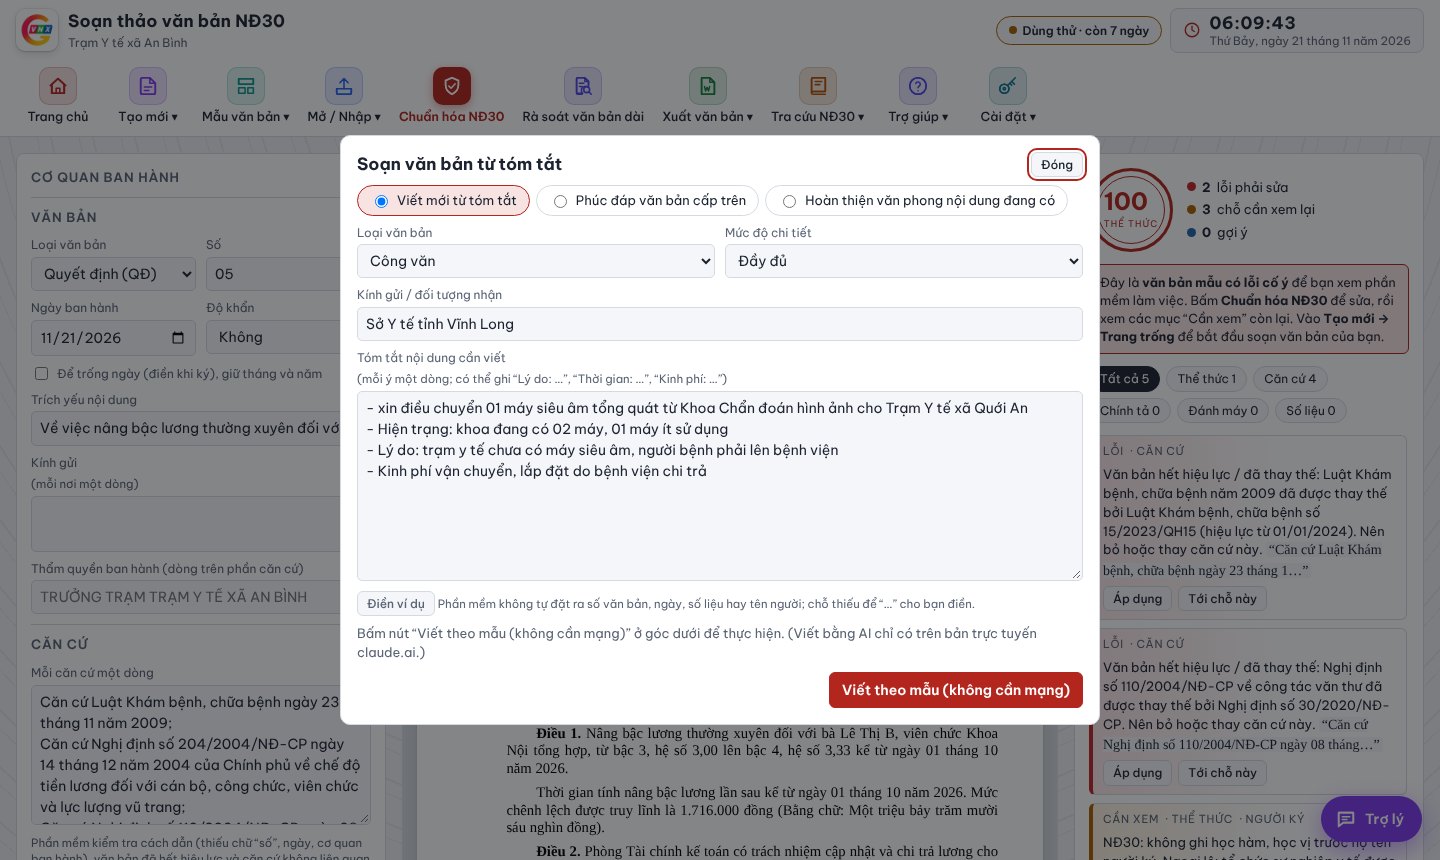 Soạn thảo văn bản NĐ30
Trạm Y tế xã An Bình
Dùng thử · còn 7 ngày
06:09:43
Thứ Bảy, ngày 21 tháng 11 năm 2026
Trang chủ
Tạo mới ▾
Mẫu văn bản ▾
Mở / Nhập ▾
Chuẩn hóa NĐ30
Rà soát văn bản dài
Xuất văn bản ▾
Tra cứu NĐ30 ▾
Trợ giúp ▾
Cài đặt ▾
CƠ QUAN BAN HÀNH
VĂN BẢN
Loại văn bản
Số
Quyết định (QĐ)
05
Ngày ban hành
Độ khẩn
11/21/2026
Không
Để trống ngày (điền khi ký), giữ tháng và năm
Trích yếu nội dung
Về việc nâng bậc lương thường xuyên đối vớ
Kính gửi
(mỗi nơi một dòng)
Thẩm quyền ban hành (dòng trên phần căn cứ)
TRƯỞNG TRẠM TRẠM Y TẾ XÃ AN BÌNH
CĂN CỨ
Mỗi căn cứ một dòng
Căn cứ Luật Khám bệnh, chữa bệnh ngày 23
tháng 11 năm 2009;
Căn cứ Nghị định số 204/2004/NĐ-CP ngày
14 tháng 12 năm 2004 của Chính phủ về chế độ
tiền lương đối với cán bộ, công chức, viên chức
và lực lượng vũ trang;
Phần mềm kiểm tra cách dẫn (thiếu chữ “số”, ngày, cơ quan
Soạn văn bản từ tóm tắt
Đóng
Viết mới từ tóm tắt
Phúc đáp văn bản cấp trên
Hoàn thiện văn phong nội dung đang có
Loại văn bản
Mức độ chi tiết
Công văn
Đầy đủ
Kính gửi / đối tượng nhận
Sở Y tế tỉnh Vĩnh Long
Tóm tắt nội dung cần viết
(mỗi ý một dòng; có thể ghi “Lý do: …”, “Thời gian: …”, “Kinh phí: …”)
- xin điều chuyển 01 máy siêu âm tổng quát từ Khoa Chẩn đoán hình ảnh cho Trạm Y tế xã Quới An
- Hiện trạng: khoa đang có 02 máy, 01 máy ít sử dụng
- Lý do: trạm y tế chưa có máy siêu âm, người bệnh phải lên bệnh viện
- Kinh phí vận chuyển, lắp đặt do bệnh viện chi trả
Điền ví dụ
Phần mềm không tự đặt ra số văn bản, ngày, số liệu hay tên người; chỗ thiếu để “…” cho bạn điền.
Bấm nút “Viết theo mẫu (không cần mạng)” ở góc dưới để thực hiện. (Viết bằng AI chỉ có trên bản trực tuyến
claude.ai.)
Viết theo mẫu (không cần mạng)
Điều 1. Nâng bậc lương thường xuyên đối với bà Lê Thị B, viên chức Khoa
Nội tổng hợp, từ bậc 3, hệ số 3,00 lên bậc 4, hệ số 3,33 kể từ ngày 01 tháng 10
năm 2026.
Thời gian tính nâng bậc lương lần sau kể từ ngày 01 tháng 10 năm 2026. Mức
chênh lệch được truy lĩnh là 1.716.000 đồng (Bằng chữ: Một triệu bảy trăm mười
sáu nghìn đồng).
Điều 2. Phòng Tài chính kế toán có trách nhiệm cập nhật và chi trả lương cho
100
THỂ THỨC
2 lỗi phải sửa
3 chỗ cần xem lại
0 gợi ý
Đây là văn bản mẫu có lỗi cố ý để bạn xem phần
mềm làm việc. Bấm Chuẩn hóa NĐ30 để sửa, rồi
xem các mục “Cần xem” còn lại. Vào Tạo mới →
Trang trống để bắt đầu soạn văn bản của bạn.
Tất cả 5
Thể thức 1
Căn cứ 4
Chính tả 0
Đánh máy 0
Số liệu 0
LỖI · CĂN CỨ
Văn bản hết hiệu lực / đã thay thế: Luật Khám
bệnh, chữa bệnh năm 2009 đã được thay thế
bởi Luật Khám bệnh, chữa bệnh số
15/2023/QH15 (hiệu lực từ 01/01/2024). Nên
bỏ hoặc thay căn cứ này. “Căn cứ Luật Khám
bệnh, chữa bệnh ngày 23 tháng 1…”
Áp dụng
Tới chỗ này
LỖI · CĂN CỨ
Văn bản hết hiệu lực / đã thay thế: Nghị định
số 110/2004/NĐ-CP về công tác văn thư đã
được thay thế bởi Nghị định số 30/2020/NĐ-
CP. Nên bỏ hoặc thay căn cứ này. “Căn cứ
Nghị định số 110/2004/NĐ-CP ngày 08 tháng…”
Áp dụng
Tới chỗ này
CẦN XEM · THỂ THỨC · NGƯỜI KÝ
NĐ30: không ghi học hàm, học vị trước họ tên
Trợ lý